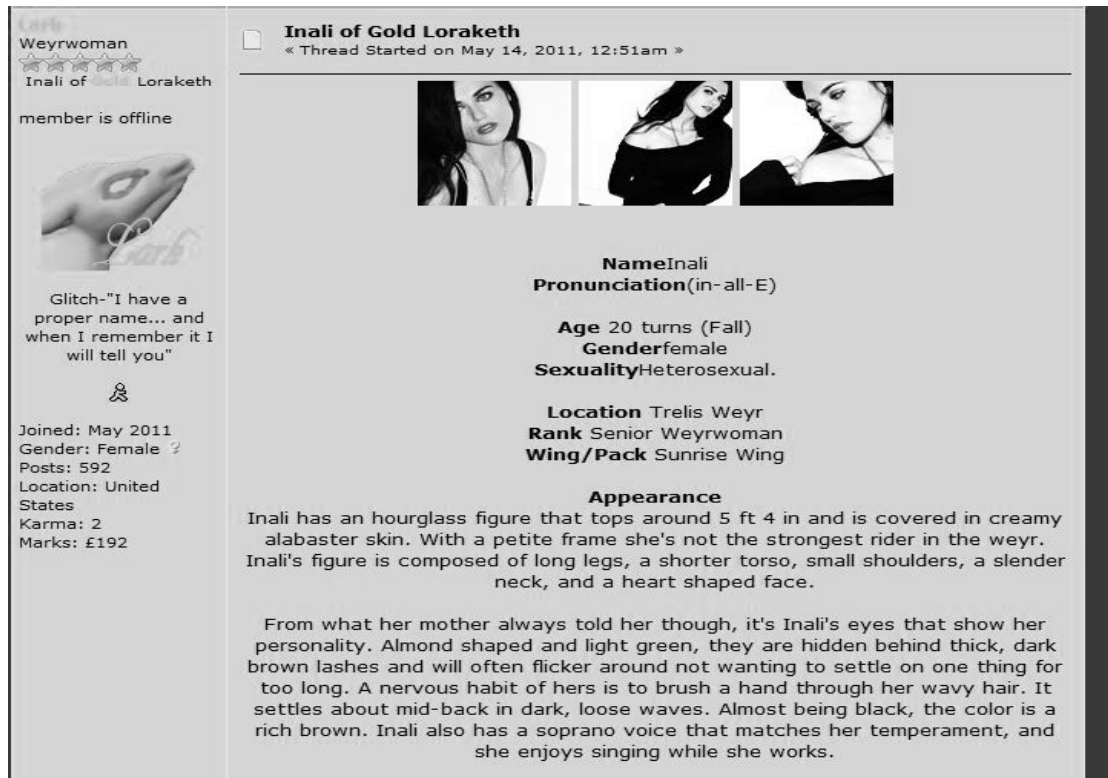 Larh
Weyrwoman
Inali of Gold Loraketh
member is offline
Larh
Glitch-"I have a
proper name... and
when I remember it I
will tell you"
Joined: May 2011
Gender: Female
Posts: 592
Location: United
States
Karma: 2
Marks: £192
Inali of Gold Loraketh
« Thread Started on May 14, 2011, 12:51am »
NameInali
Pronunciation(in-all-E)
Age 20 turns (Fall)
Genderfemale
SexualityHeterosexual.
Location Trelis Weyr
Rank Senior Weyrwoman
Wing/Pack Sunrise Wing
Appearance
Inali has an hourglass figure that tops around 5 ft 4 in and is covered in creamy
alabaster skin. With a petite frame she's not the strongest rider in the weyr.
Inali's figure is composed of long legs, a shorter torso, small shoulders, a slender
neck, and a heart shaped face.
From what her mother always told her though, it's Inali's eyes that show her
personality. Almond shaped and light green, they are hidden behind thick, dark
brown lashes and will often flicker around not wanting to settle on one thing for
too long. A nervous habit of hers is to brush a hand through her wavy hair. It
settles about mid-back in dark, loose waves. Almost being black, the color is a
rich brown. Inali also has a soprano voice that matches her temperament, and
she enjoys singing while she works.